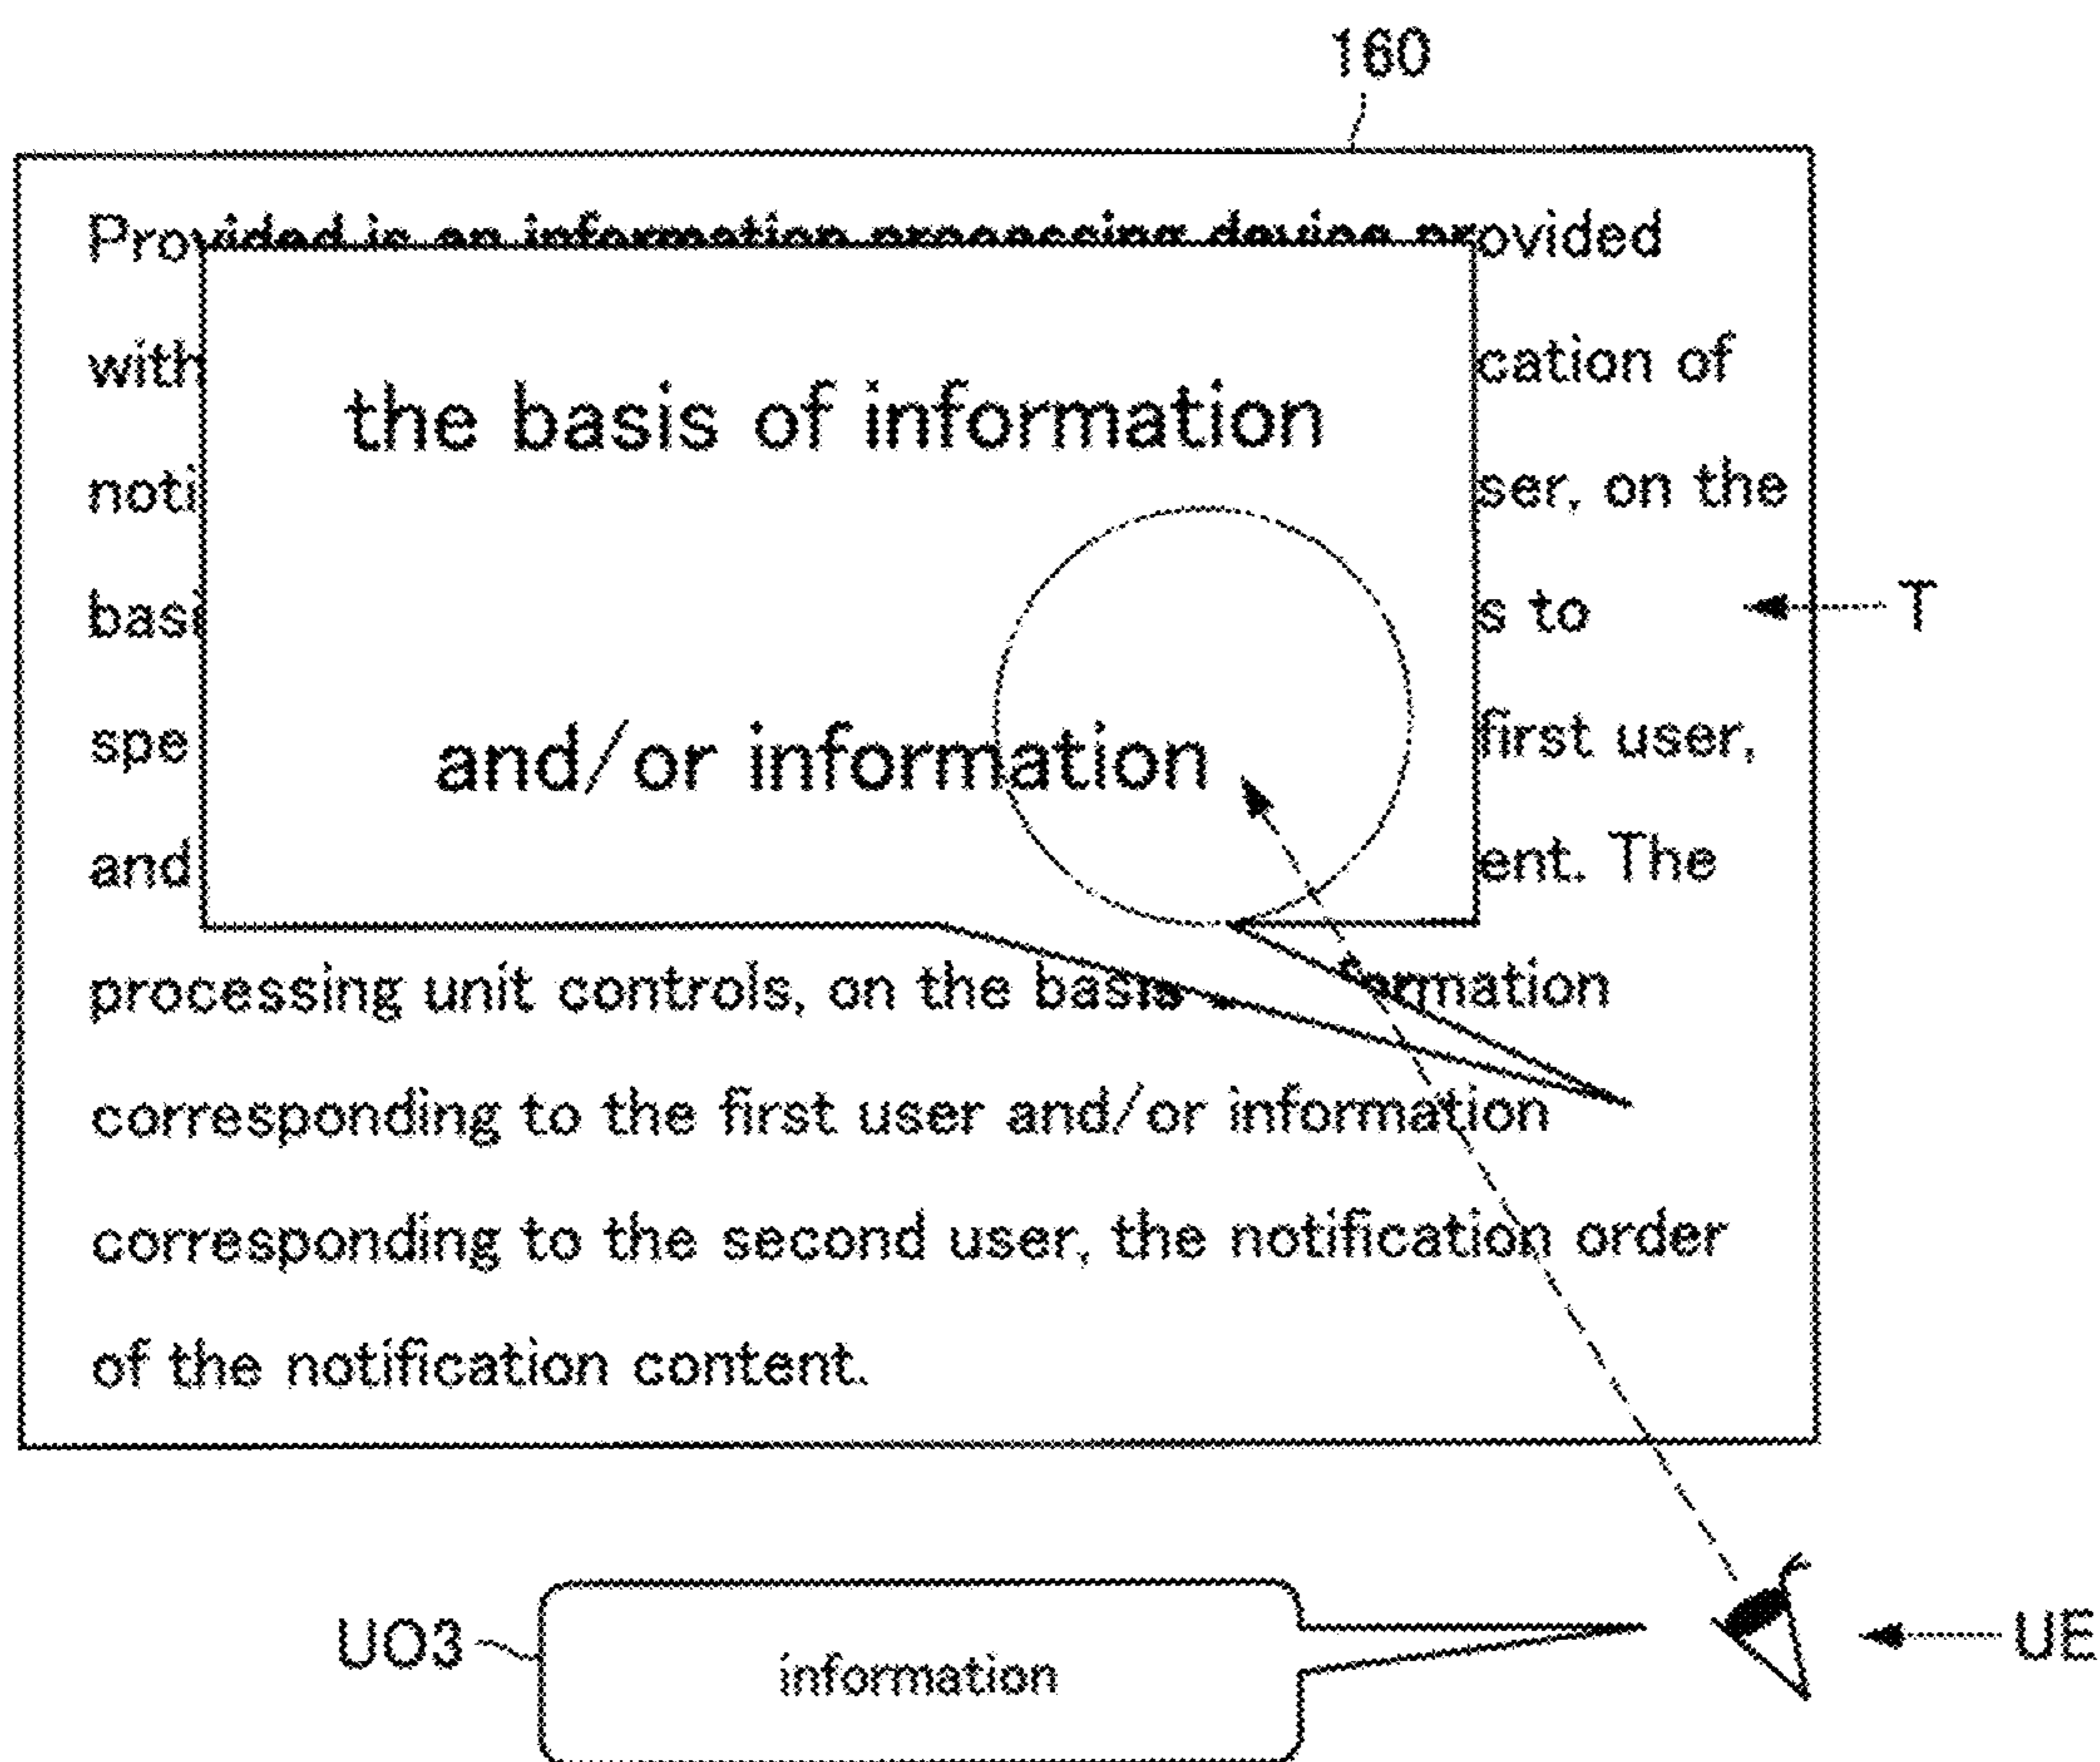 160
Provided is an information processing device provided
with
cation of
the basis of information
noti
ser, on the
basi
s to
T
spe
first user,
and/or information
and
ent. The
processing unit controls, on the basis formation
corresponding to the first user and/or information
corresponding to the second user, the notification order
of the notification content.
UO3
information
UE